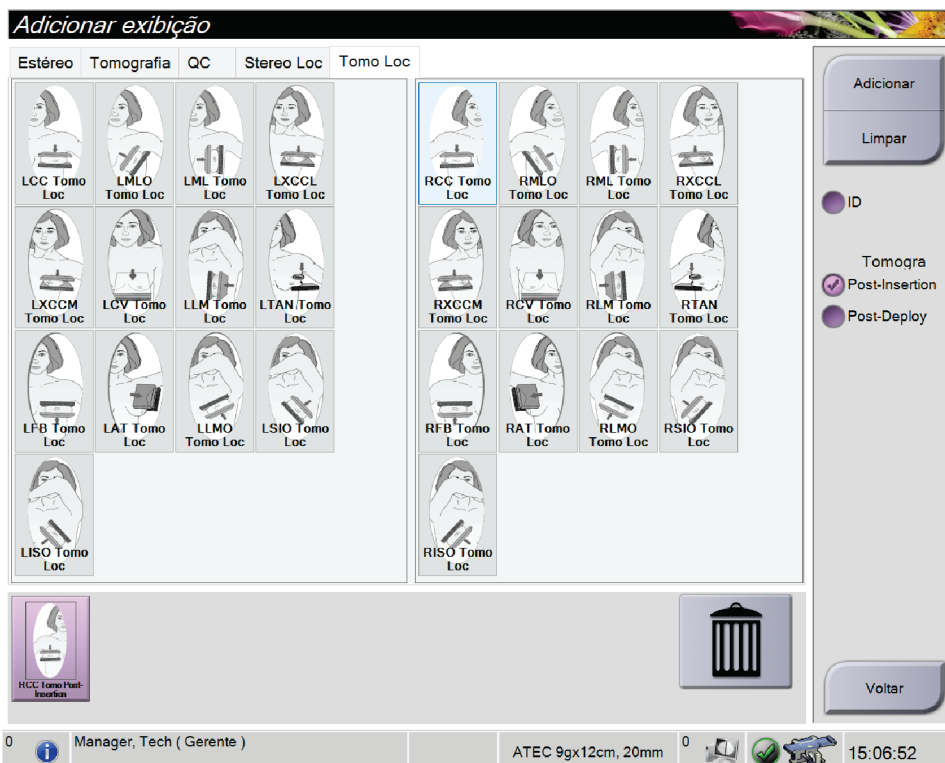 Adicionar exibição
Estéreo Tomografia QC Stereo Loc Tomo Loc
LCC Tomo
Loc
LMLO
Tomo Loc
LML Tomo
Loc
LXCCL
Tomo Loc
RCC Tomo
Loc
RMLO
Tomo Loc
RML Tomo
Loc
RXCCL
Tomo Loc
LXCCM
Tomo Loc
LCV Tomo
Loc
LLM Tomo
Loc
LTAN Tomo
Loc
RXCCM
Tomo Loc
RCV Tomo
Loc
RLM Tomo
Loc
RTAN
Tomo Loc
LFB Tomo
Loc
LAT Tomo
Loc
LLMO
Tomo Loc
LSIO Tomo
Loc
RFB Tomo
Loc
RAT Tomo
Loc
RLMO
Tomo Loc
RSIO Tomo
Loc
LISO Tomo
Loc
RISO Tomo
Loc
Adicionar
Limpar
ID
Tomogra
Post-Insertion
Post-Deploy
RCC Tomo Post-
Insertion
Voltar
0 i Manager, Tech ( Gerente ) ATEC 9gx12cm, 20mm 0 15:06:52